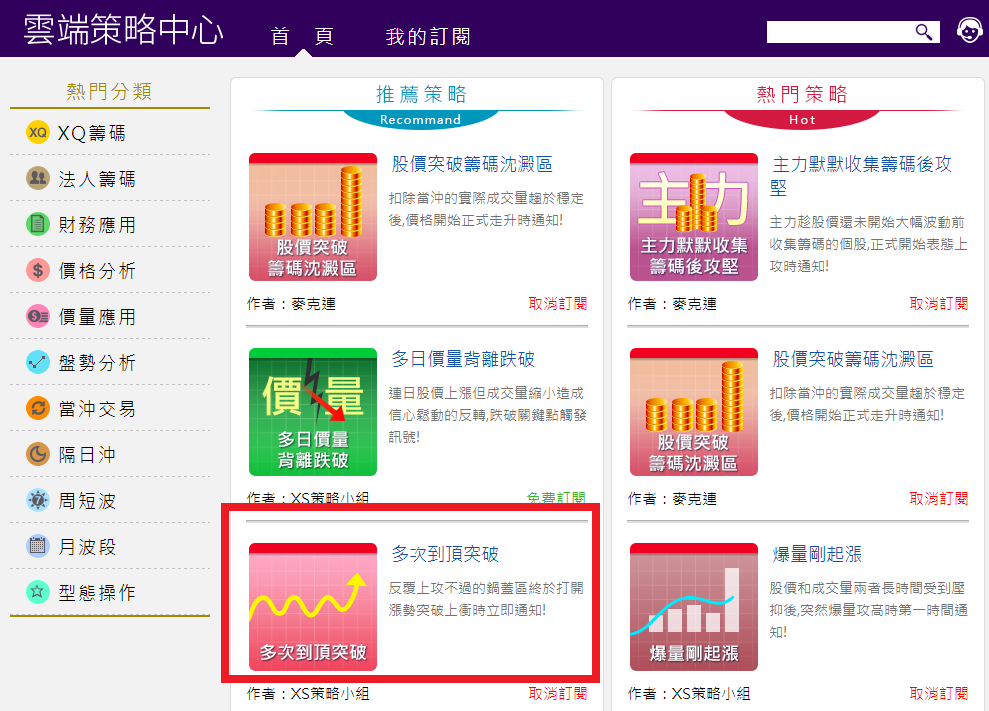 雲端策略中心
首 頁
我的訂閱
熱門分類
XQ
XQ籌碼
法人籌碼
財務應用
$
價格分析
$
價量應用
盤勢分析
當沖交易
隔日沖
周短波
月波段
型態操作
推薦策略
Recommand
股價突破籌碼沈澱區
扣除當沖的實際成交量趨於穩定
後,價格開始正式走升時通知!
股價突破
籌碼沈澱區
作者：麥克連
取消訂閱
多日價量背離跌破
連日股價上漲但成交量縮小造成
信心鬆動的反轉,跌破關鍵點觸發
訊號!
價量
多日價量
背離跌破
作者：XS策略小組
免費訂閱
多次到頂突破
反覆上攻不過的鍋蓋區終於打開
漲勢突破上衝時立即通知!
多次到頂突破
作者：XS策略小組
取消訂閱
熱門策略
Hot
主力默默收集籌碼後攻
堅
主力趁股價還未開始大幅波動前
收集籌碼的個股,正式開始表態上
攻時通知!
主力
主力默默收集
籌碼後攻堅
作者：麥克連
取消訂閱
股價突破籌碼沈澱區
扣除當沖的實際成交量趨於穩定
後,價格開始正式走升時通知!
股價突破
籌碼沈澱區
作者：麥克連
取消訂閱
爆量剛起漲
股價和成交量兩者長時間受到壓
抑後,突然爆量攻高時第一時間通
知!
爆量剛起漲
作者：XS策略小組
取消訂閱